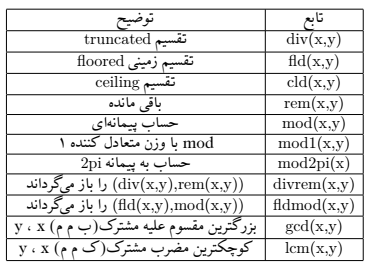 تابع توضیح
div(x,y) تقسیم truncated
fld(x,y) تقسیم زمینی floored
cld(x,y) تقسیم ceiling
rem(x,y) باقی مانده
mod(x,y) حساب پیمانه‌ای
mod1(x,y) mod با وزن متعادل کننده ۱
mod2pi(x) حساب به پیمانه 2pi
divrem(x,y) (div(x,y),rem(x,y)) را باز می‌گرداند
fldmod(x,y) (fld(x,y),mod(x,y)) را باز می‌گرداند
gcd(x,y) بزرگترین مقسوم علیه مشترک(ب م م) x ، y
lcm(x,y) کوچکترین مضرب مشترک(ک م م) x ، y